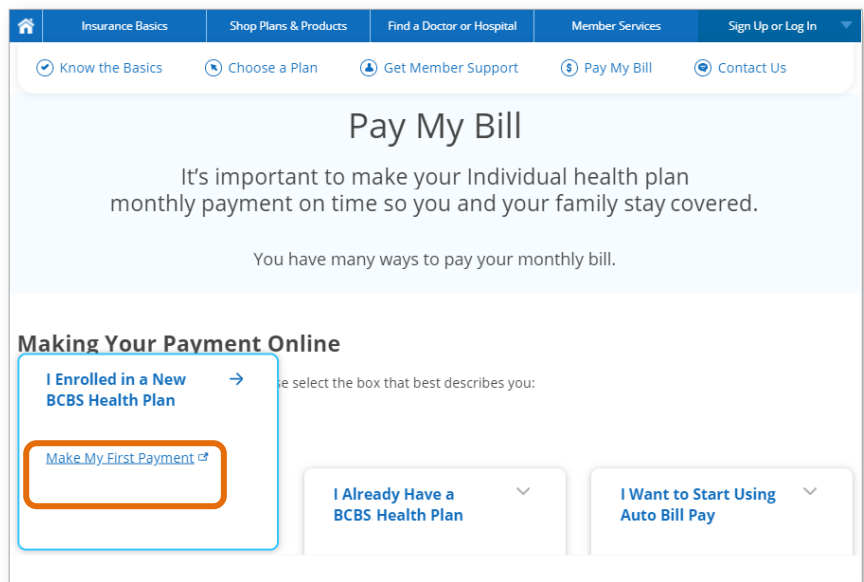 Insurance Basics
Shop Plans & Products
Find a Doctor or Hospital
Member Services
Sign Up or Log In
Know the Basics
Choose a Plan
Get Member Support
$ Pay My Bill
Contact Us
Pay My Bill
It's important to make your Individual health plan
monthly payment on time so you and your family stay covered.
You have many ways to pay your monthly bill.
Making Your Payment Online
select the box that best describes you:
I Enrolled in a New
BCBS Health Plan
Make My First Payment
I Already Have a
BCBS Health Plan
I Want to Start Using
Auto Bill Pay